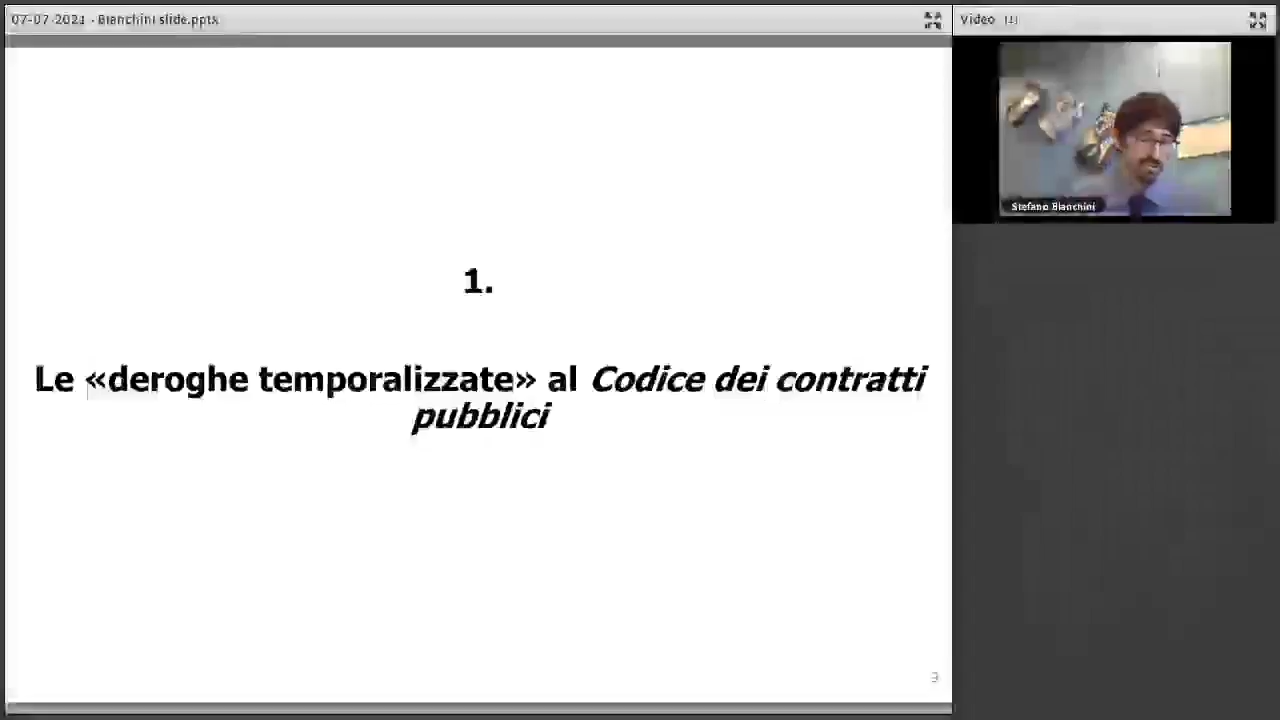 07-07-2021 - Bianchini slide.pptx
Video (1)
Stefano Bianchini
1.
Le «deroghe temporalizzate» al Codice dei contratti
pubblici
3